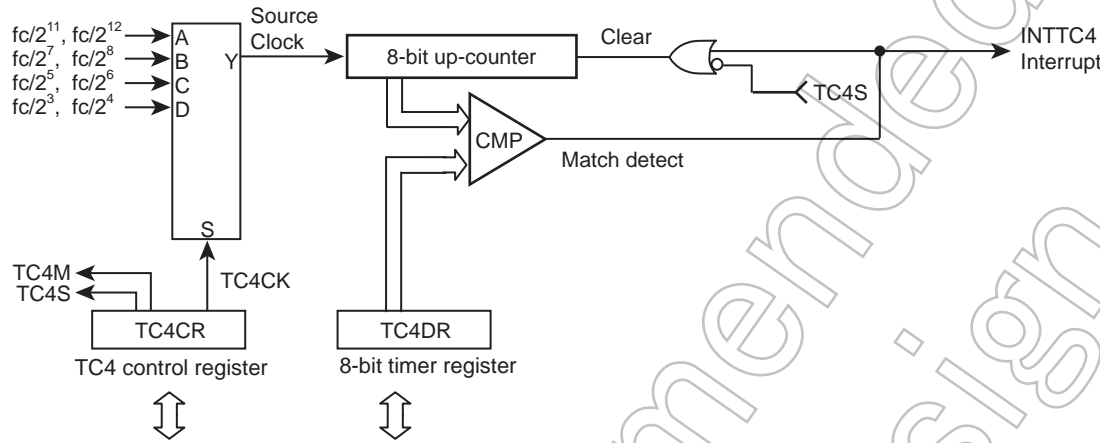 fc/2^11, fc/2^12
fc/2^7, fc/2^8
fc/2^5, fc/2^6
fc/2^3, fc/2^4
A
B
C
D
Y
S
Source
Clock
8-bit up-counter
Clear
INTTC4
Interrupt
TC4S
CMP
Match detect
TC4M
TC4S
TC4CK
TC4CR
TC4 control register
TC4DR
8-bit timer register
mended
sign